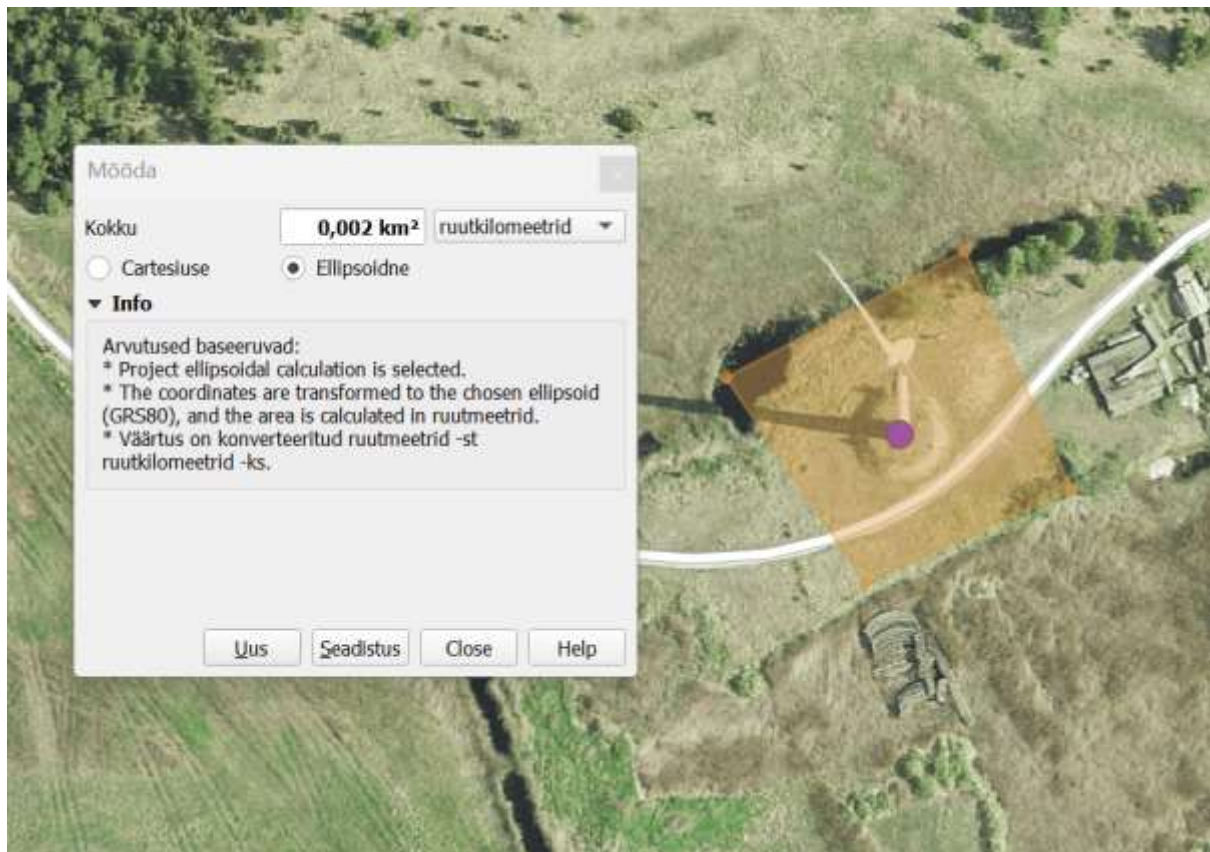 Mõõda
Kokku
0,002 km²
ruutkilomeetrid
Cartesiuse
Ellipsoidne
Info
Arvutused baseeruvad:
* Project ellipsoidal calculation is selected.
* The coordinates are transformed to the chosen ellipsoid
(GRS80), and the area is calculated in ruutmeetrid.
* Väärtus on konverteeritud ruutmeetrid -st
ruutkilomeetrid -ks.
Uus
Seadistus
Close
Help